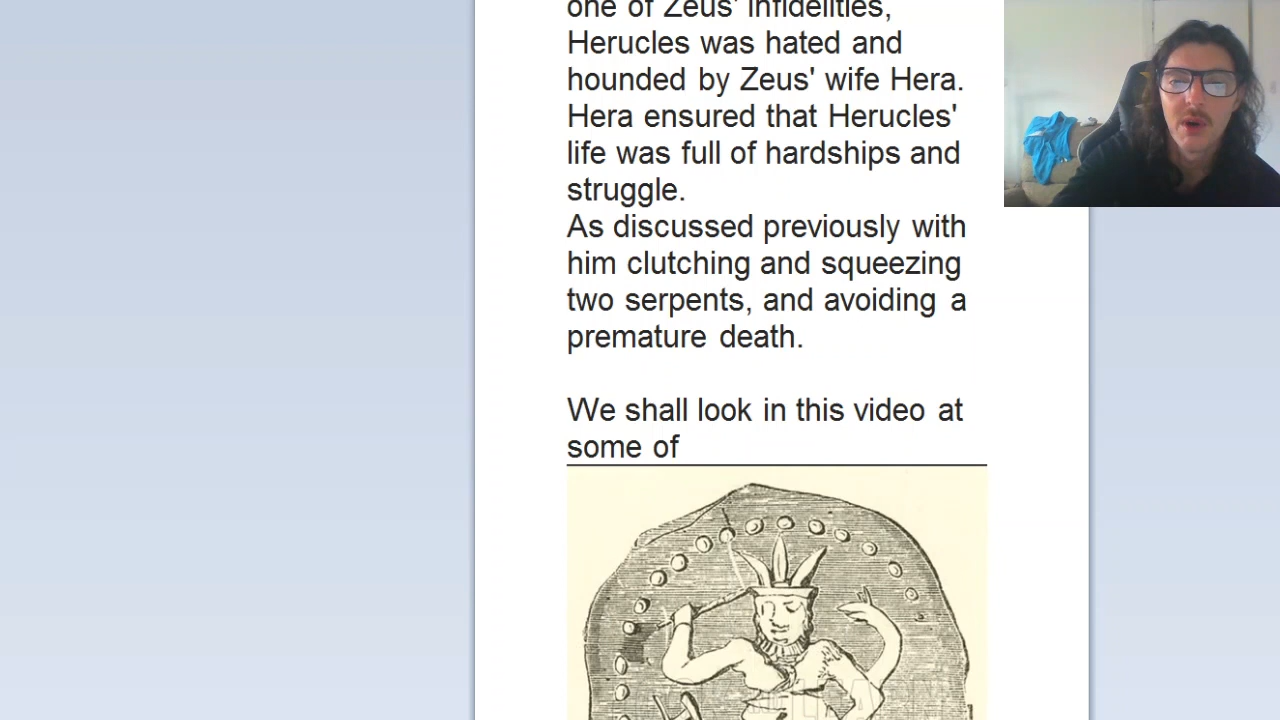 one of Zeus' infidelities,
Herucles was hated and
hounded by Zeus' wife Hera.
Hera ensured that Herucles'
life was full of hardships and
struggle.
As discussed previously with
him clutching and squeezing
two serpents, and avoiding a
premature death.
We shall look in this video at
some of